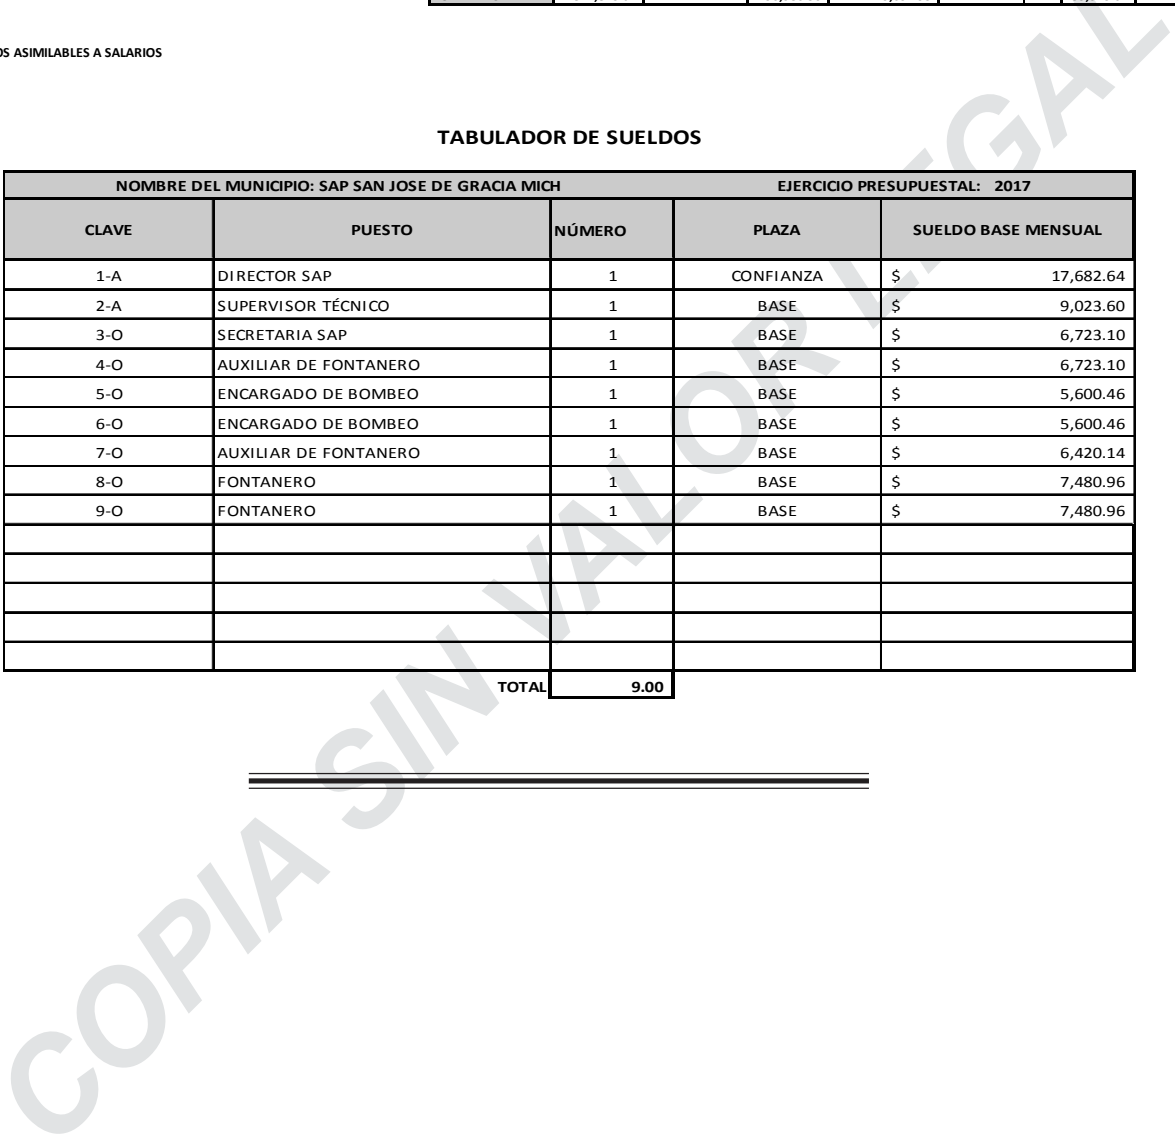 OS ASIMILABLES A SALARIOS
TABULADOR DE SUELDOS
NOMBRE DEL MUNICIPIO: SAP SAN JOSE DE GRACIA MICH EJERCICIO PRESUPUESTAL: 2017
CLAVE PUESTO NÚMERO PLAZA SUELDO BASE MENSUAL
1-A DIRECTOR SAP 1 CONFIANZA $ 17,682.64
2-A SUPERVISOR TÉCNICO 1 BASE $ 9,023.60
3-O SECRETARIA SAP 1 BASE $ 6,723.10
4-O AUXILIAR DE FONTANERO 1 BASE $ 6,723.10
5-O ENCARGADO DE BOMBEO 1 BASE $ 5,600.46
6-O ENCARGADO DE BOMBEO 1 BASE $ 5,600.46
7-O AUXILIAR DE FONTANERO 1 BASE $ 6,420.14
8-O FONTANERO 1 BASE $ 7,480.96
9-O FONTANERO 1 BASE $ 7,480.96
TOTAL 9.00
COPIA SIN VALOR LEGAL